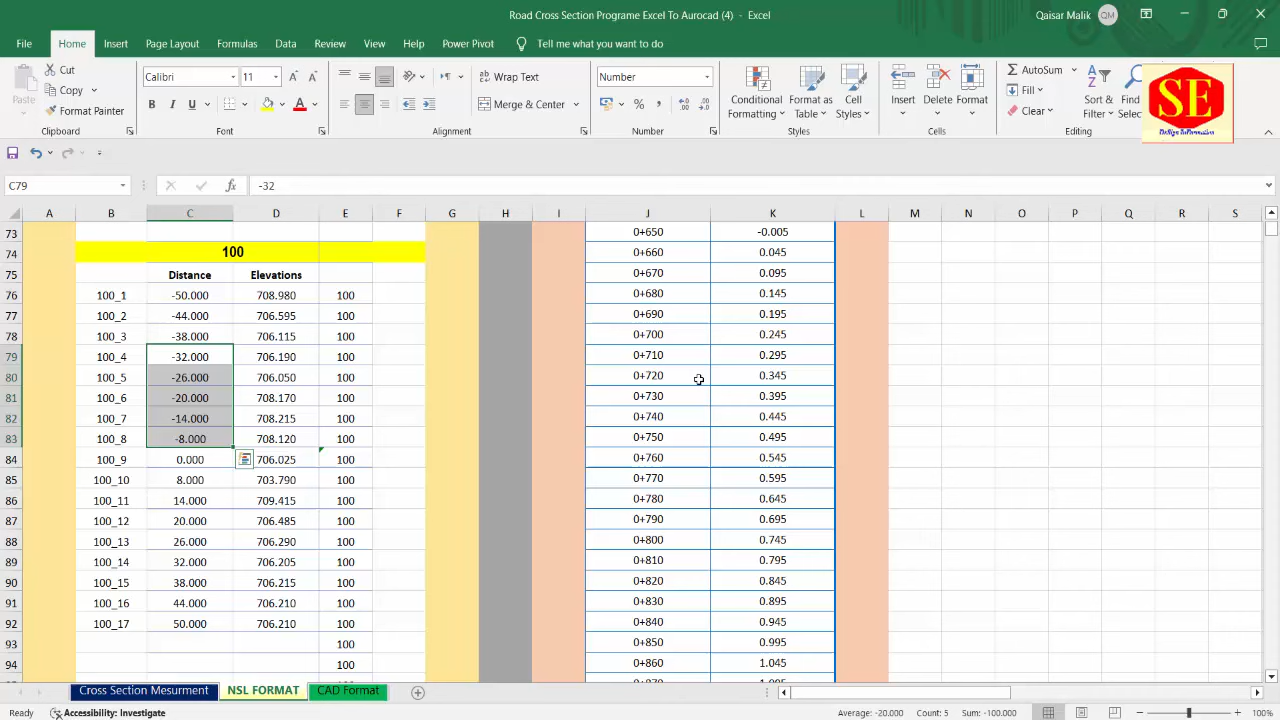 Road Cross Section Programe Excel To Aurocad (4) - Excel
Qaisar Malik QM
File Home Insert Page Layout Formulas Data Review View Help Power Pivot Tell me what you want to do
Cut
Copy
Format Painter
Paste
Clipboard
Calibri 11
B I U
Font
Wrap Text
Merge & Center
Alignment
Number
%
Number
Conditional Formatting
Format as Table
Cell Styles
Styles
Insert
Delete
Format
Cells
AutoSum
Fill
Clear
Sort & Filter
Find
Editing
SE
DeSign InFormation
C79 fx -32
A B C D E F G H I J K L M N O P Q R S
73 0+650 -0.005
74 100 0+660 0.045
75 Distance Elevations 0+670 0.095
76 100_1 -50.000 708.980 100 0+680 0.145
77 100_2 -44.000 706.595 100 0+690 0.195
78 100_3 -38.000 706.115 100 0+700 0.245
79 100_4 -32.000 706.190 100 0+710 0.295
80 100_5 -26.000 706.050 100 0+720 0.345
81 100_6 -20.000 708.170 100 0+730 0.395
82 100_7 -14.000 708.215 100 0+740 0.445
83 100_8 -8.000 708.120 100 0+750 0.495
84 100_9 0.000 706.025 100 0+760 0.545
85 100_10 8.000 703.790 100 0+770 0.595
86 100_11 14.000 709.415 100 0+780 0.645
87 100_12 20.000 706.485 100 0+790 0.695
88 100_13 26.000 706.290 100 0+800 0.745
89 100_14 32.000 706.205 100 0+810 0.795
90 100_15 38.000 706.215 100 0+820 0.845
91 100_16 44.000 706.210 100 0+830 0.895
92 100_17 50.000 706.210 100 0+840 0.945
93 100 0+850 0.995
94 100 0+860 1.045
Cross Section Mesurment NSL FORMAT CAD Format
Ready Accessibility: Investigate Average: -20.000 Count: 5 Sum: -100.000 100%